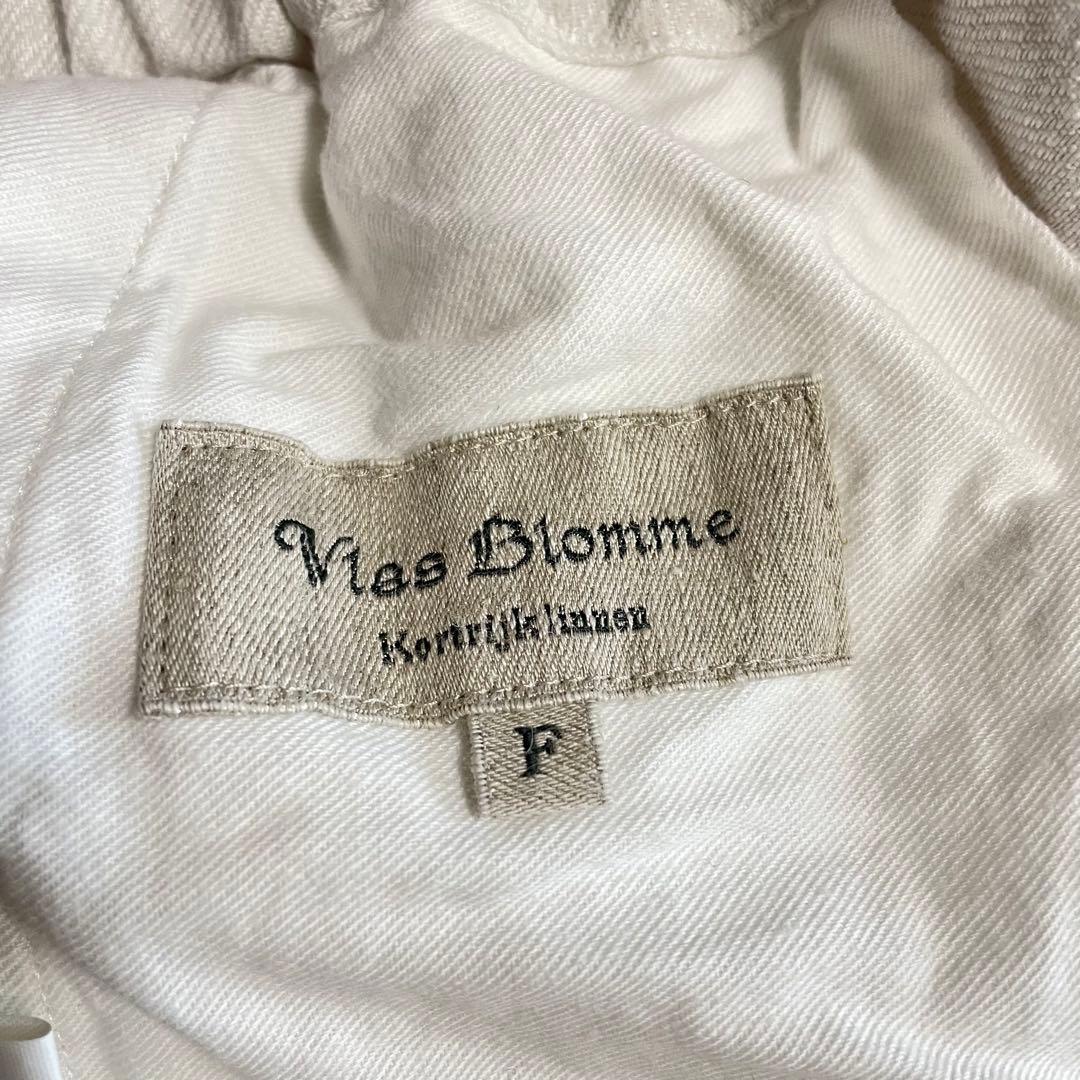 Vlas Blomme
Kortrijk linnen
F